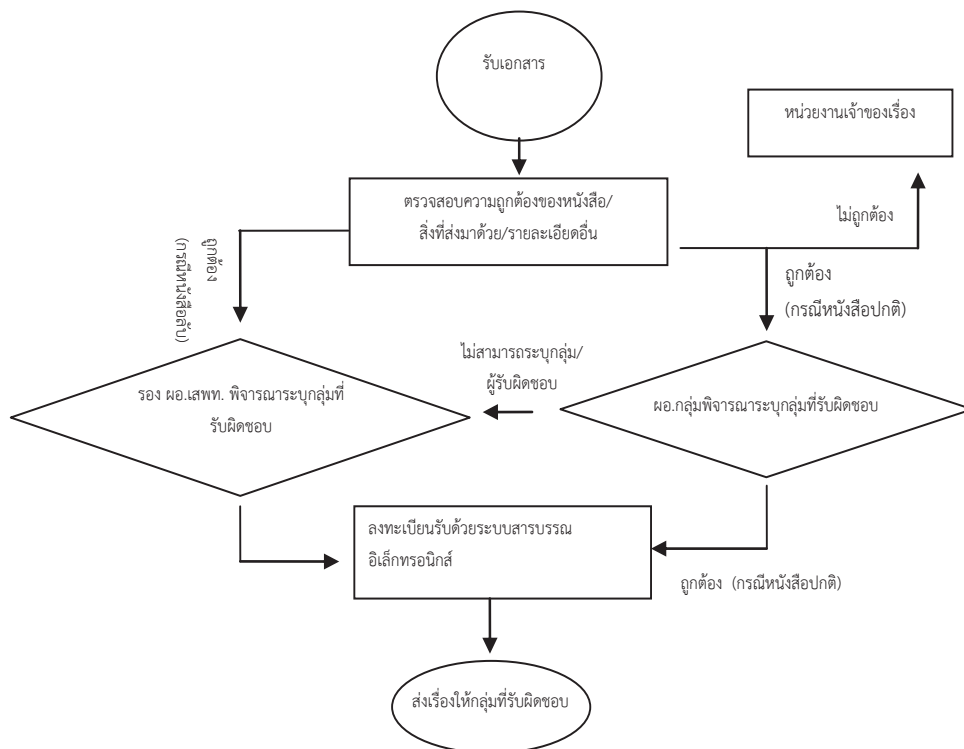 รับเอกสาร
หน่วยงานเจ้าของเรื่อง
ตรวจสอบความถูกต้องของหนังสือ/
สิ่งที่ส่งมาด้วย/รายละเอียดอื่น
ไม่ถูกต้อง
ถูกต้อง
(กรณีหนังสือลับ)
ถูกต้อง
(กรณีหนังสือปกติ)
ไม่สามารถระบุกลุ่ม/
ผู้รับผิดชอบ
รอง ผอ.เสพท. พิจารณาระบุกลุ่มที่
รับผิดชอบ
ผอ.กลุ่มพิจารณาระบุกลุ่มที่รับผิดชอบ
ลงทะเบียนรับด้วยระบบสารบรรณ
อิเล็กทรอนิกส์
ถูกต้อง (กรณีหนังสือปกติ)
ส่งเรื่องให้กลุ่มที่รับผิดชอบ